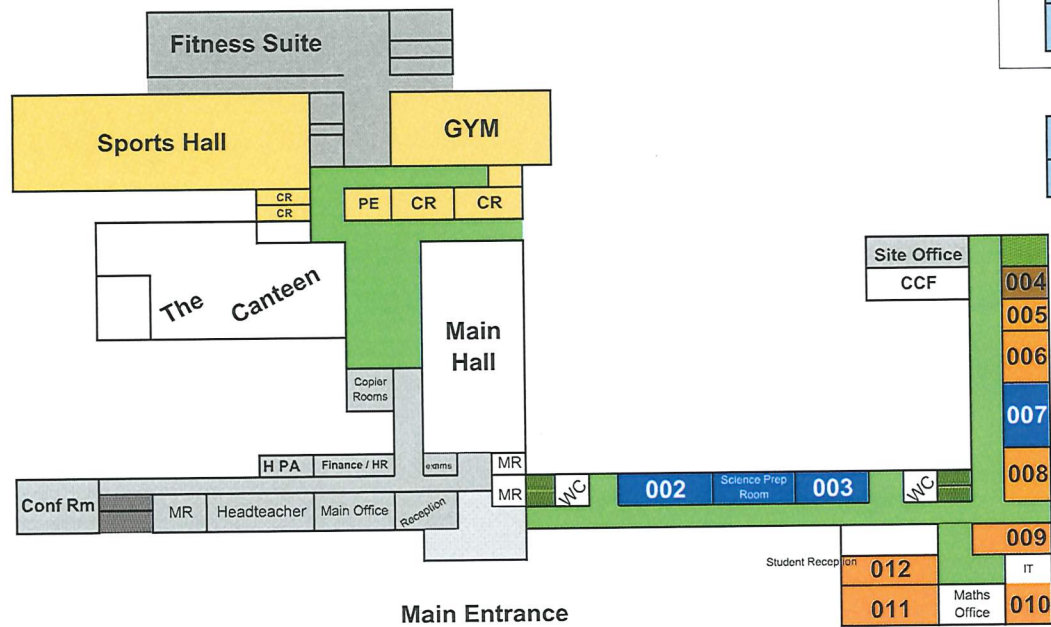 Fitness Suite
Sports Hall
GYM
CR
CR
PE
CR
CR
The Canteen
Main
Hall
Site Office
CCF
004
005
006
007
008
Copier
Rooms
H PA
Finance / HR
exams
MR
MR
WC
002
Science Prep
Room
003
WC
Conf Rm
MR
Headteacher
Main Office
Reception
009
Student Reception
012
IT
011
Maths
Office
010
Main Entrance